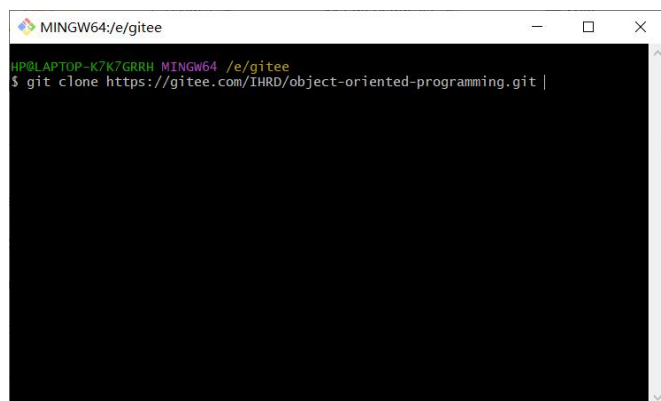 MINGW64:/e/gitee
HP@LAPTOP-K7K7GRRH MINGW64 /e/gitee
$ git clone https://gitee.com/IHRD/object-oriented-programming.git